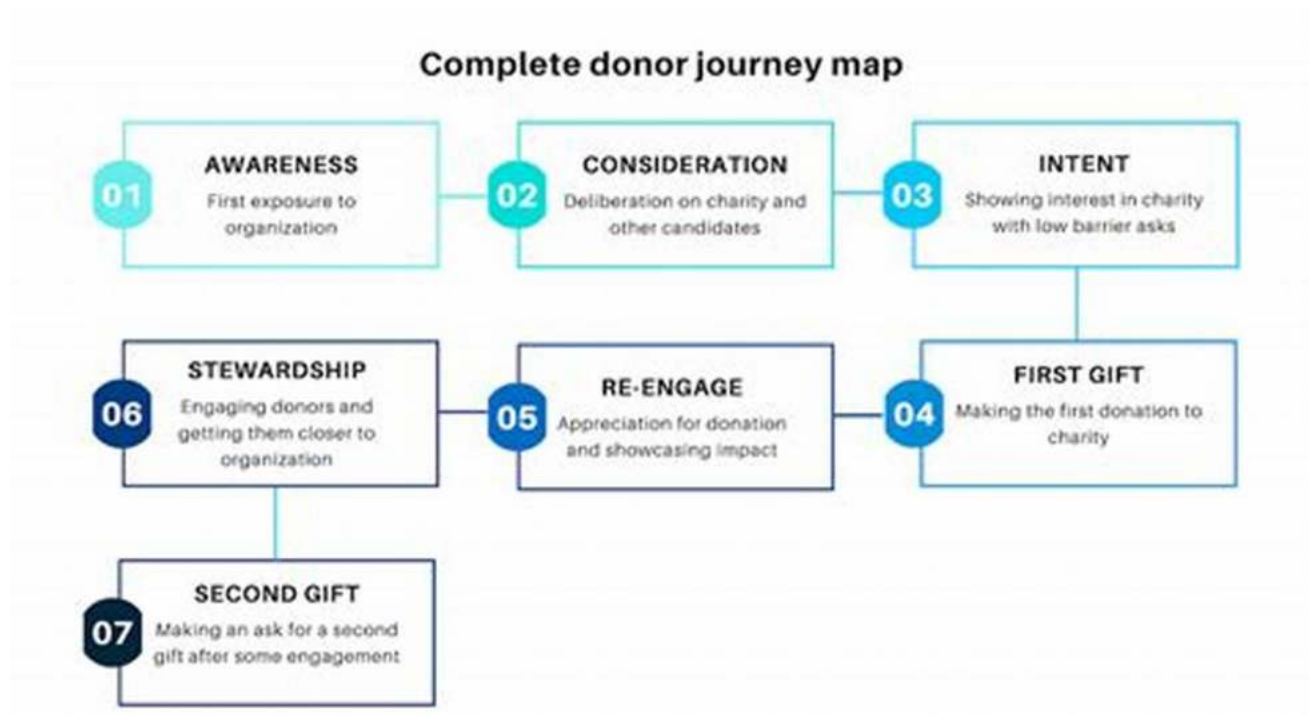 Complete donor journey map
01
AWARENESS
First exposure to
organization
02
CONSIDERATION
Deliberation on charity and
other candidates
03
INTENT
Showing interest in charity
with low barrier asks
04
FIRST GIFT
Making the first donation to
charity
05
RE-ENGAGE
Appreciation for donation
and showcasing impact
06
STEWARDSHIP
Engaging donors and
getting them closer to
organization
07
SECOND GIFT
Making an ask for a second
gift after some engagement